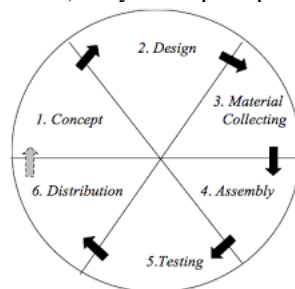 2. Design
3. Material
Collecting
1. Concept
6. Distribution
4. Assembly
5.Testing